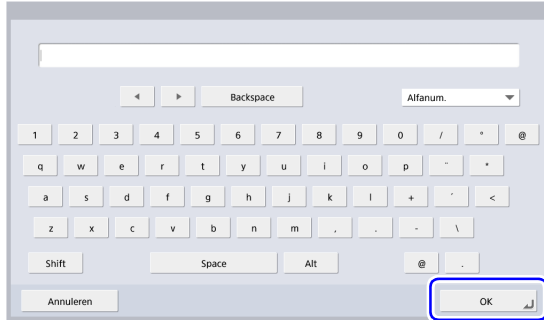 Backspace Alfanum.
1 2 3 4 5 6 7 8 9 0 / ° @
q w e r t y u i o p ¨ *
a s d f g h j k l + ´ <
z x c v b n m , . - \
Shift Space Alt @ .
Annuleren OK